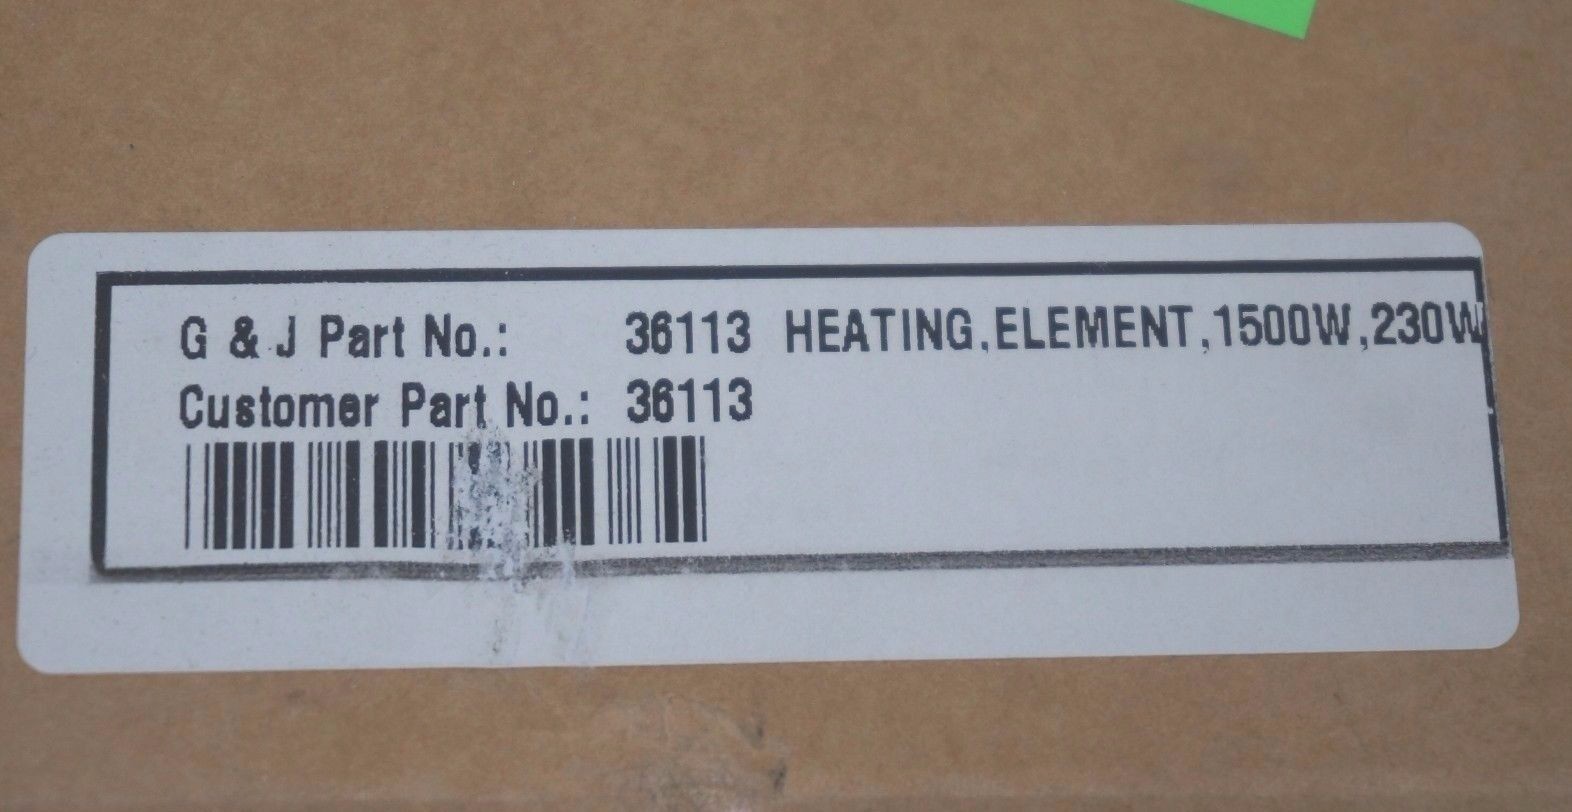 G & J Part No.: 36113 HEATING,ELEMENT,1500W,230W
Customer Part No.: 36113